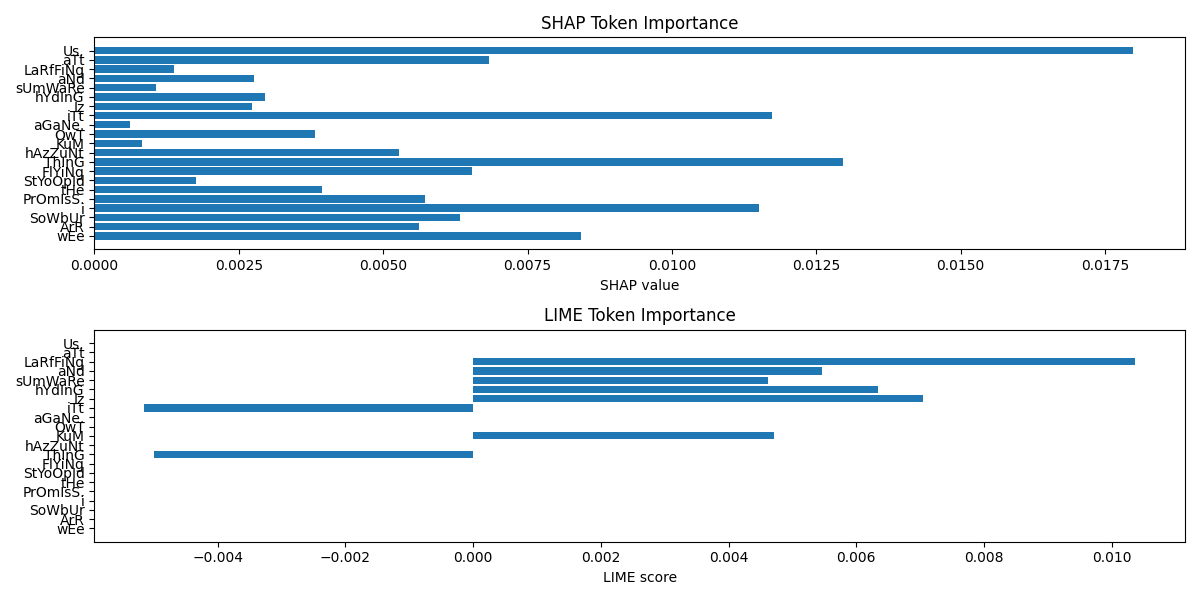 SHAP Token Importance
Us.
aTt
LaRfFiNg
aNd
sUmWaRe
hYdInG
Iz
iTt
aGaNe.
OwT
KuM
hAzZuNt
ThInG
FlYiNg
StYoOpId
tHe
PrOmIsS.
i
SoWbUr
ArR
wEe
0.0000 0.0025 0.0050 0.0075 0.0100 0.0125 0.0150 0.0175
SHAP value
LIME Token Importance
Us.
aTt
LaRfFiNg
aNd
sUmWaRe
hYdInG
Iz
iTt
aGaNe.
OwT
KuM
hAzZuNt
ThInG
FlYiNg
StYoOpId
tHe
PrOmIsS.
i
SoWbUr
ArR
wEe
−0.004 −0.002 0.000 0.002 0.004 0.006 0.008 0.010
LIME score